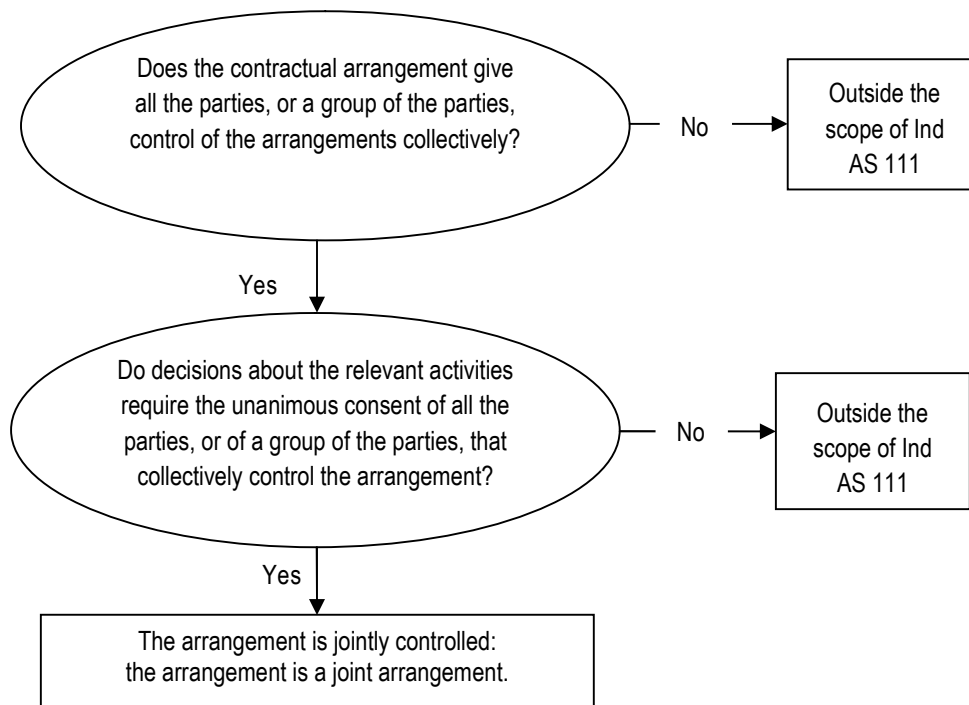 Does the contractual arrangement give
all the parties, or a group of the parties,
control of the arrangements collectively?
No
Outside the
scope of Ind
AS 111
Yes
Do decisions about the relevant activities
require the unanimous consent of all the
parties, or of a group of the parties, that
collectively control the arrangement?
No
Outside the
scope of Ind
AS 111
Yes
The arrangement is jointly controlled:
the arrangement is a joint arrangement.